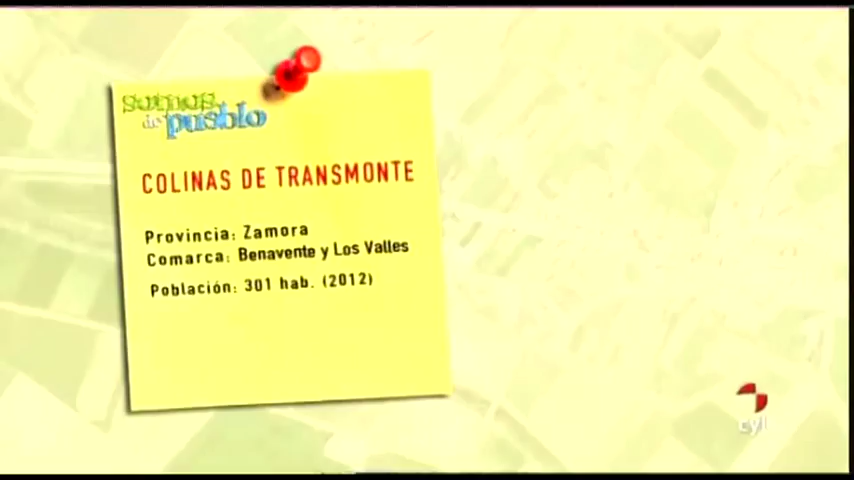 somos
de pueblo
COLINAS DE TRANSMONTE
Provincia: Zamora
Comarca: Benavente y Los Valles
Población: 301 hab. (2012)
cyl